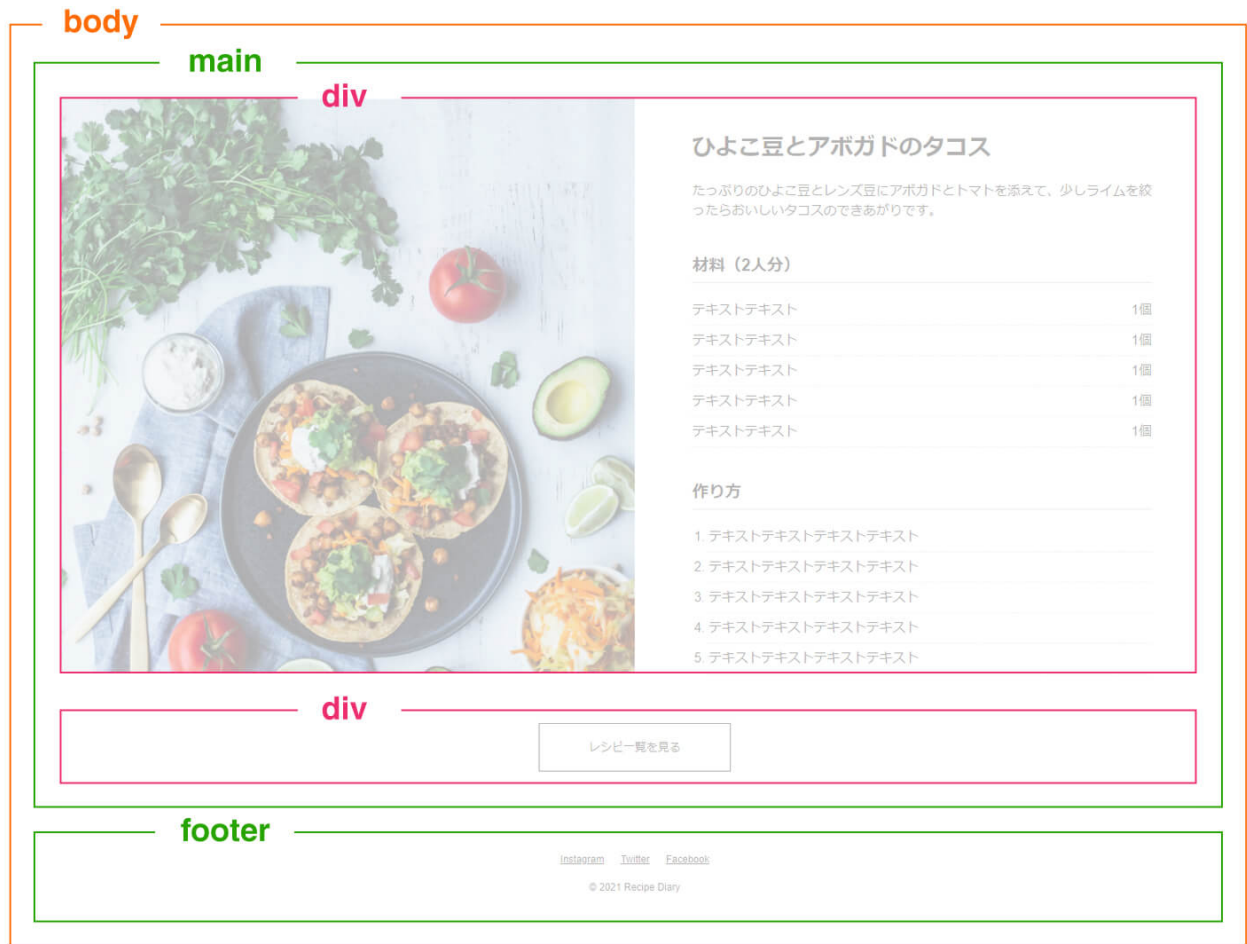 body
main
div
ひよこ豆とアボガドのタコス
たっぷりのひよこ豆とレンズ豆にアボガドとトマトを添えて、少しライムを絞
ったらおいしいタコスのできあがりです。
材料（2人分）
テキストテキスト 1個
テキストテキスト 1個
テキストテキスト 1個
テキストテキスト 1個
テキストテキスト 1個
作り方
1. テキストテキストテキストテキスト
2. テキストテキストテキストテキスト
3. テキストテキストテキストテキスト
4. テキストテキストテキストテキスト
5. テキストテキストテキストテキスト
div
レシピ一覧を見る
footer
Instagram Twitter Facebook
© 2021 Recipe Diary